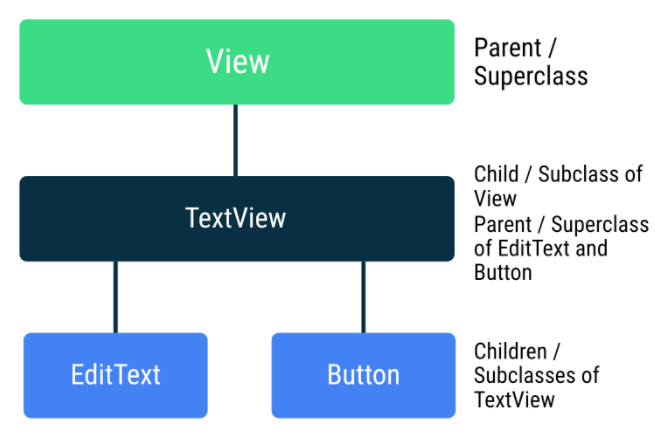 View
Parent /
Superclass
TextView
Child / Subclass of
View
Parent / Superclass
of EditText and
Button
EditText
Button
Children /
Subclasses of
TextView